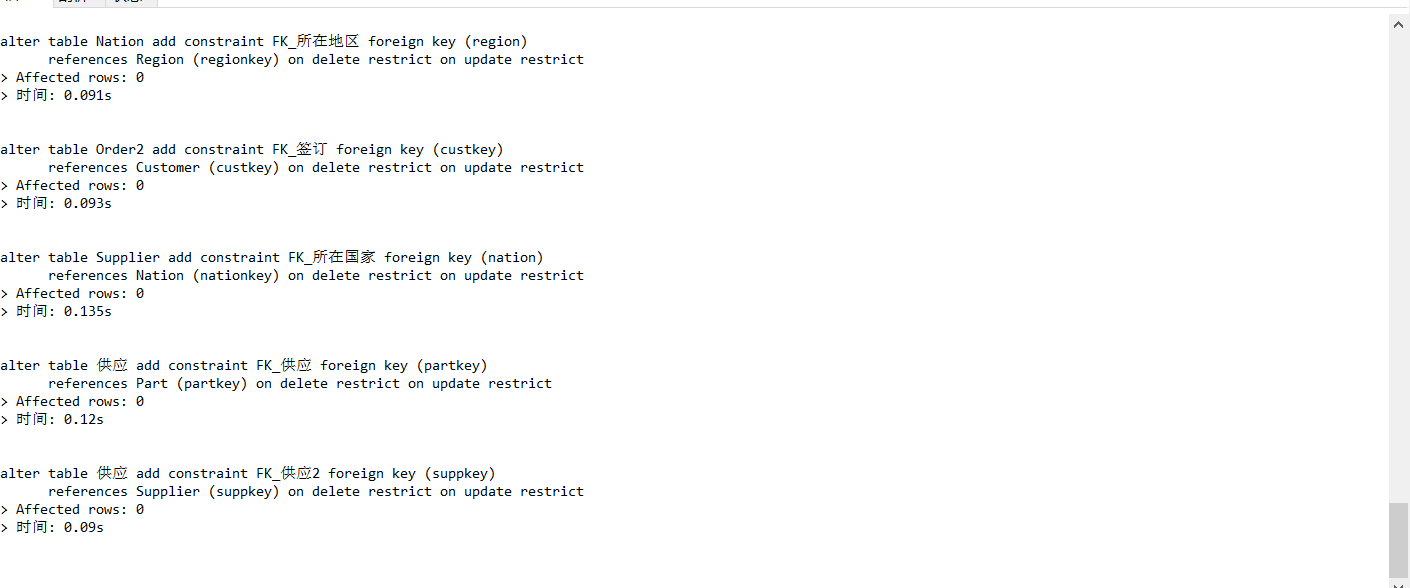 alter table Nation add constraint FK_所在地区 foreign key (region)
references Region (regionkey) on delete restrict on update restrict
> Affected rows: 0
> 时间: 0.091s
alter table Order2 add constraint FK_签订 foreign key (custkey)
references Customer (custkey) on delete restrict on update restrict
> Affected rows: 0
> 时间: 0.093s
alter table Supplier add constraint FK_所在国家 foreign key (nation)
references Nation (nationkey) on delete restrict on update restrict
> Affected rows: 0
> 时间: 0.135s
alter table 供应 add constraint FK_供应 foreign key (partkey)
references Part (partkey) on delete restrict on update restrict
> Affected rows: 0
> 时间: 0.12s
alter table 供应 add constraint FK_供应2 foreign key (suppkey)
references Supplier (suppkey) on delete restrict on update restrict
> Affected rows: 0
> 时间: 0.09s